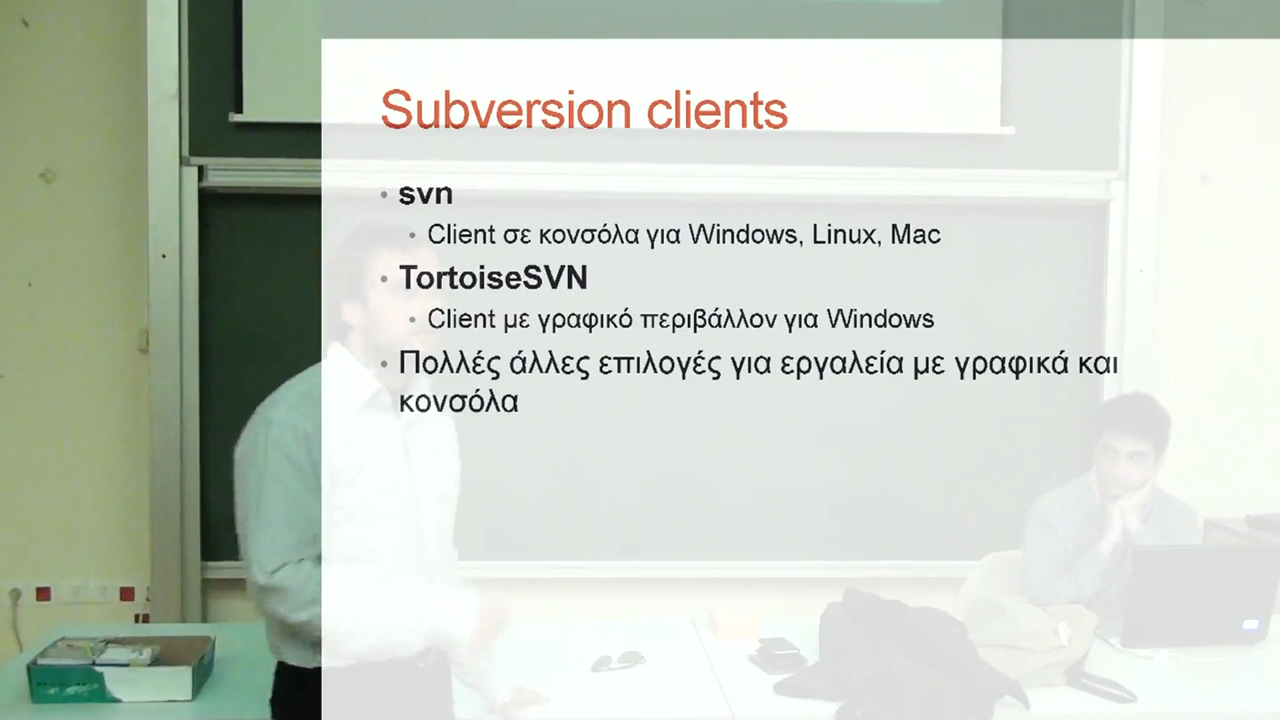 Subversion clients
• svn
• Client σε κονσόλα για Windows, Linux, Mac
• TortoiseSVN
• Client με γραφικό περιβάλλον για Windows
• Πολλές άλλες επιλογές για εργαλεία με γραφικά και
κονσόλα